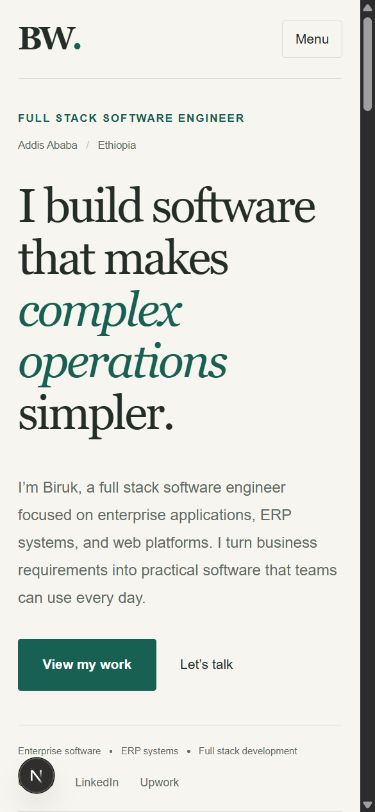 BW.
Menu
FULL STACK SOFTWARE ENGINEER
Addis Ababa / Ethiopia
I build software
that makes
complex
operations
simpler.
I'm Biruk, a full stack software engineer
focused on enterprise applications, ERP
systems, and web platforms. I turn business
requirements into practical software that teams
can use every day.
View my work
Let's talk
Enterprise software • ERP systems • Full stack development
N
LinkedIn
Upwork